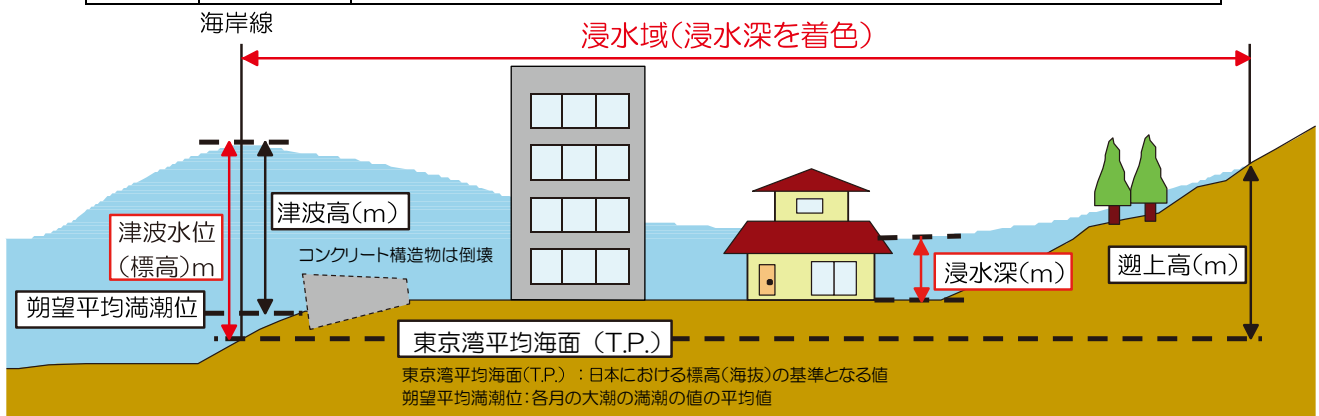 海岸線
浸水域(浸水深を着色)
津波高(m)
津波水位
(標高)m
コンクリート構造物は倒壊
浸水深(m)
遡上高(m)
朔望平均満潮位
東京湾平均海面 (T.P.)
東京湾平均海面(T.P.) :日本における標高(海抜)の基準となる値
朔望平均満潮位:各月の大潮の満潮の値の平均値